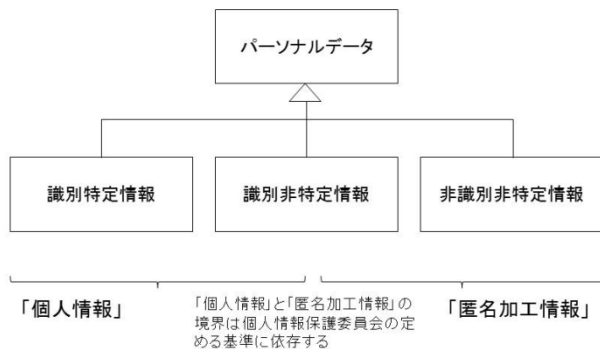 パーソナルデータ
識別特定情報
識別非特定情報
非識別非特定情報
「個人情報」
「個人情報」と「匿名加工情報」の
境界は個人情報保護委員会の定
める基準に依存する
「匿名加工情報」